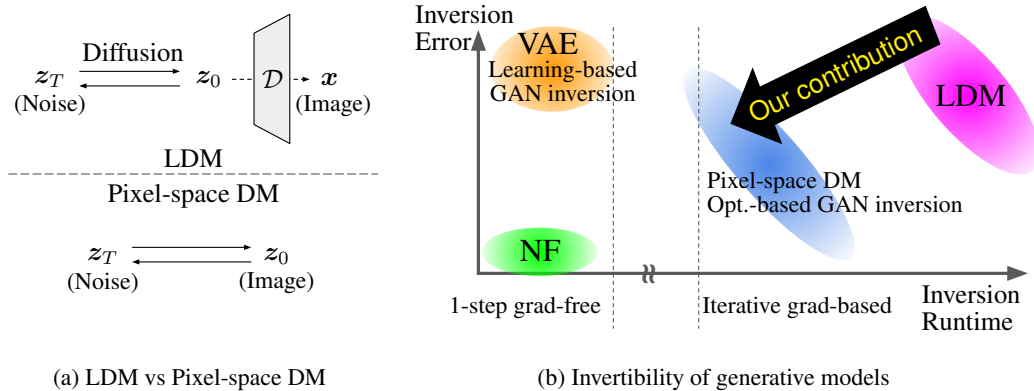 Diffusion
z_T z_0 𝒟 x
(Noise) (Image)
LDM
Pixel-space DM
z_T z_0
(Noise) (Image)
(a) LDM vs Pixel-space DM
Inversion
Error
VAE
Learning-based
GAN inversion
Our contribution
LDM
Pixel-space DM
Opt.-based GAN inversion
NF
1-step grad-free
Iterative grad-based
Inversion
Runtime
(b) Invertibility of generative models